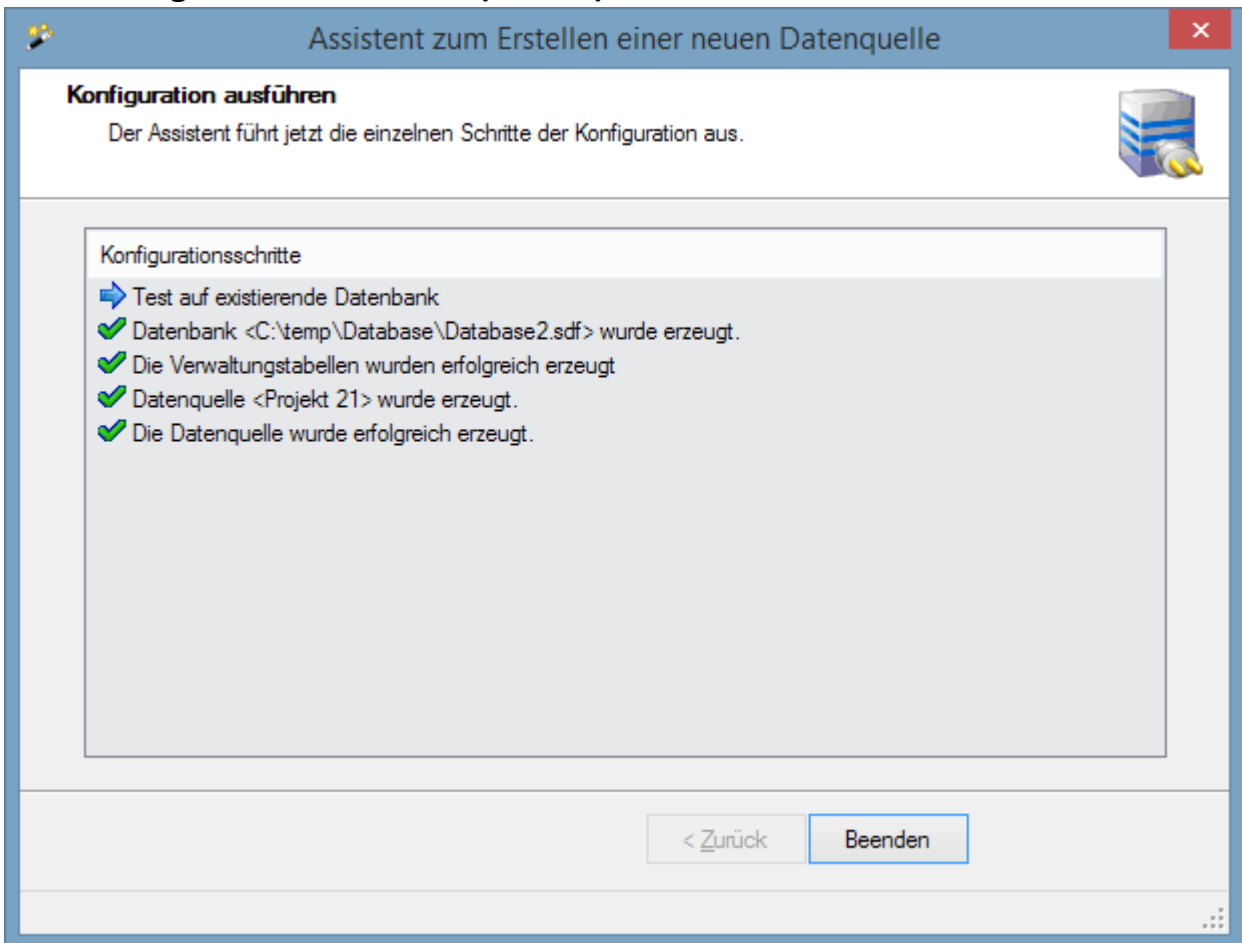 Assistent zum Erstellen einer neuen Datenquelle
Konfiguration ausführen
Der Assistent führt jetzt die einzelnen Schritte der Konfiguration aus.
Konfigurationsschritte
Test auf existierende Datenbank
Datenbank <C:\temp\Database\Database2.sdf> wurde erzeugt.
Die Verwaltungstabellen wurden erfolgreich erzeugt
Datenquelle <Projekt 21> wurde erzeugt.
Die Datenquelle wurde erfolgreich erzeugt.
< Zurück
Beenden